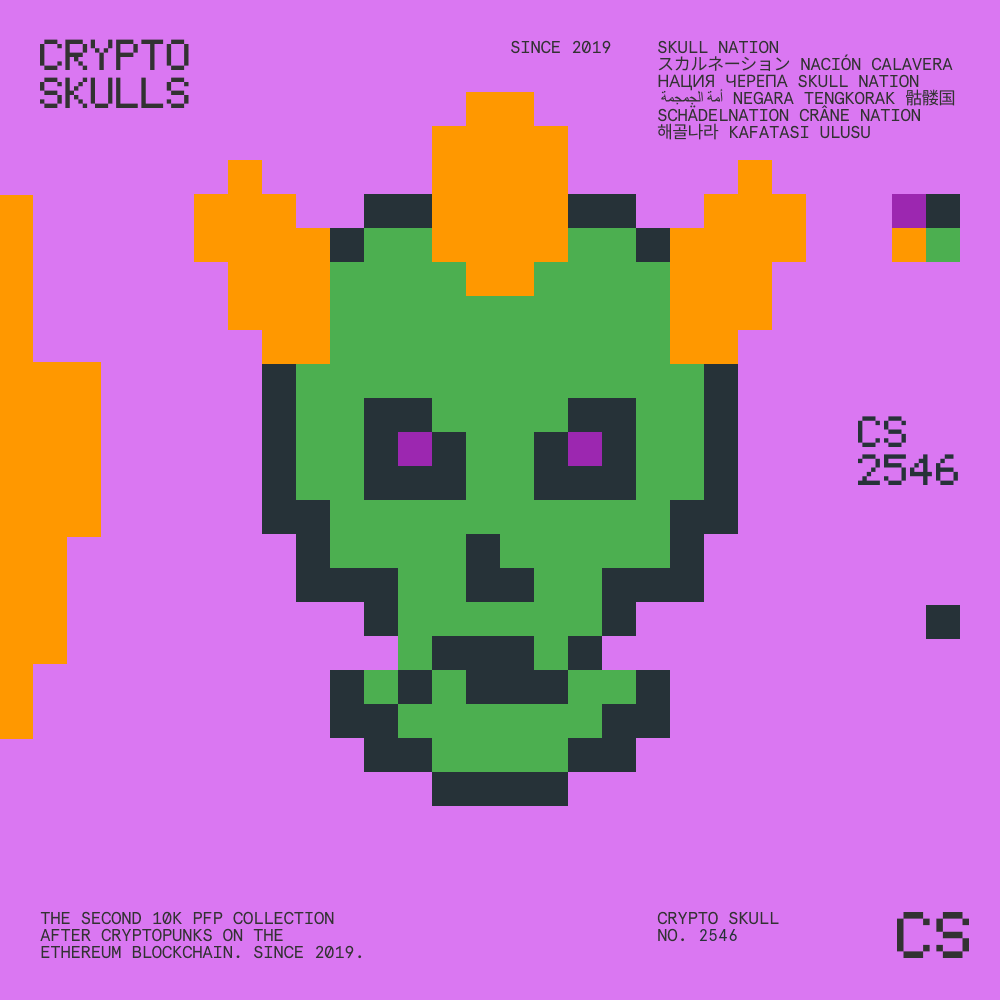 CRYPTO
SKULLS
SINCE 2019
SKULL NATION
スカルネーション NACIÓN CALAVERA
НАЦИЯ ЧЕРЕПА SKULL NATION
أمة الجمجمة NEGARA TENGKORAK 骷髅国
SCHÄDELNATION CRÂNE NATION
해골나라 KAFATASI ULUSU
CS
2546
THE SECOND 10K PFP COLLECTION
AFTER CRYPTOPUNKS ON THE
ETHEREUM BLOCKCHAIN. SINCE 2019.
CRYPTO SKULL
NO. 2546
CS